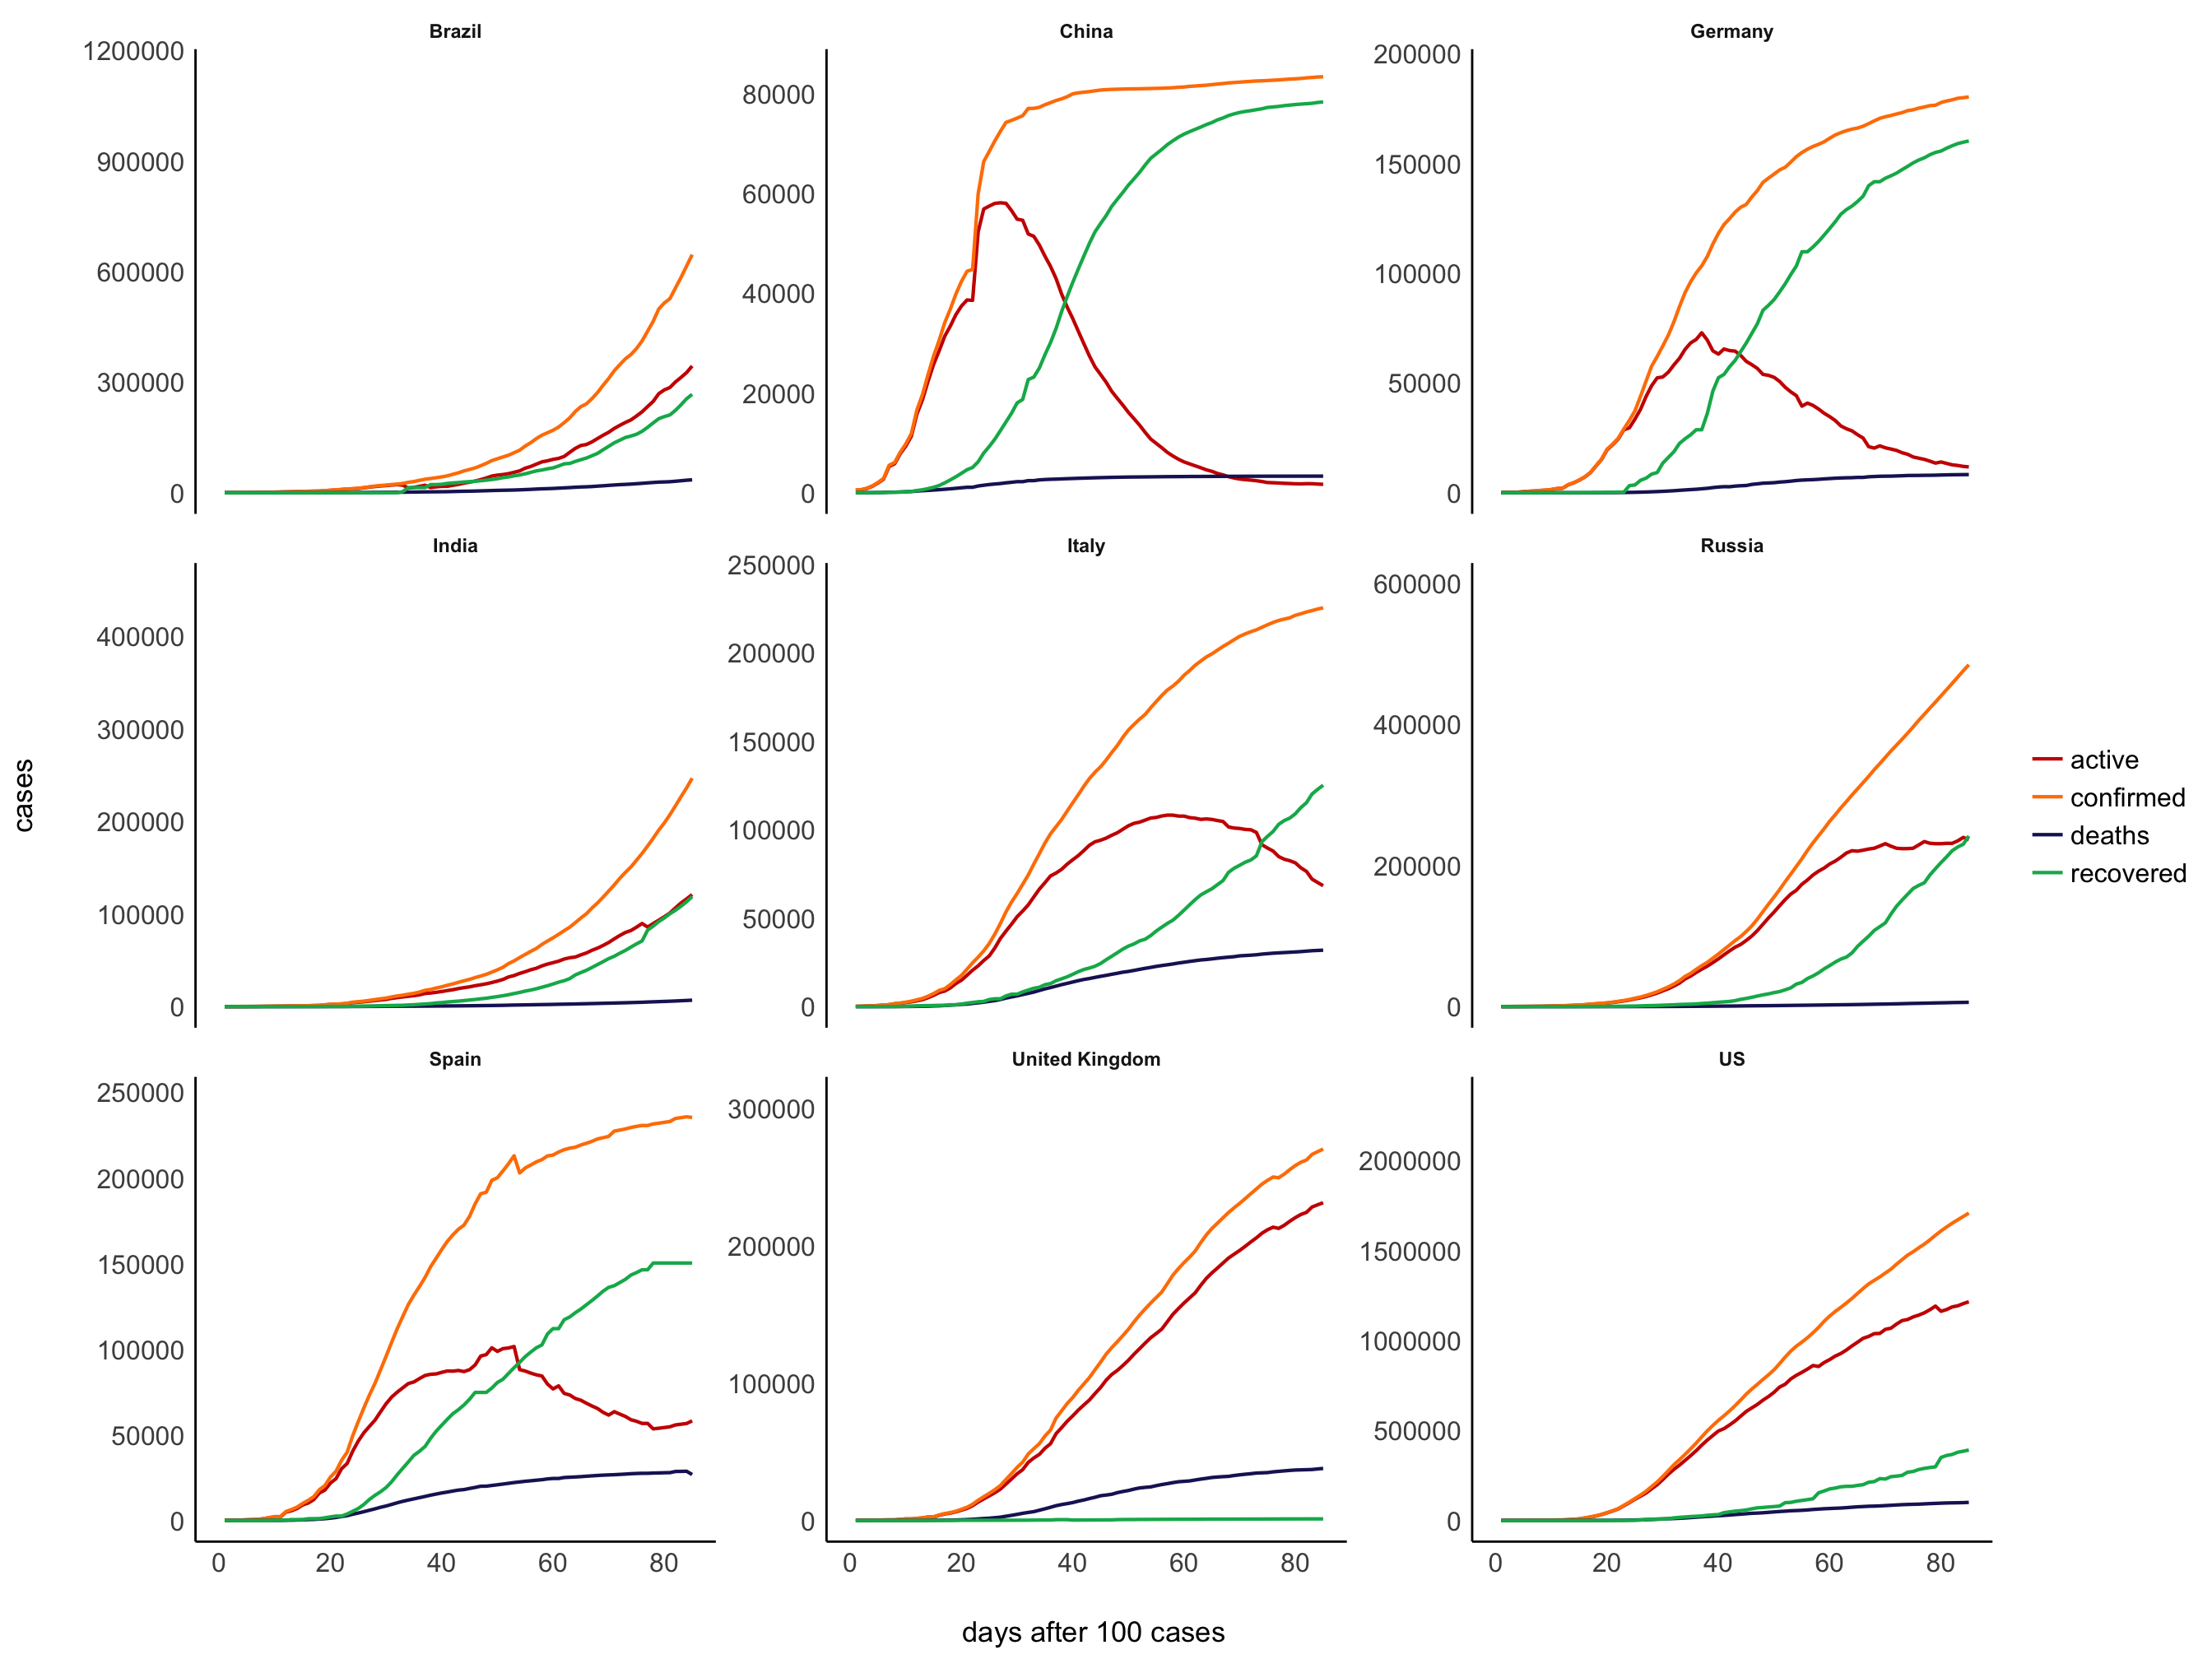 Brazil
China
Germany
1200000
900000
600000
300000
0
80000
60000
40000
20000
0
200000
150000
100000
50000
0
India
Italy
Russia
400000
300000
200000
100000
0
250000
200000
150000
100000
50000
0
600000
400000
200000
0
Spain
United Kingdom
US
250000
200000
150000
100000
50000
0
300000
200000
100000
0
2000000
1500000
1000000
500000
0
0 20 40 60 80
0 20 40 60 80
0 20 40 60 80
days after 100 cases
cases
active
confirmed
deaths
recovered